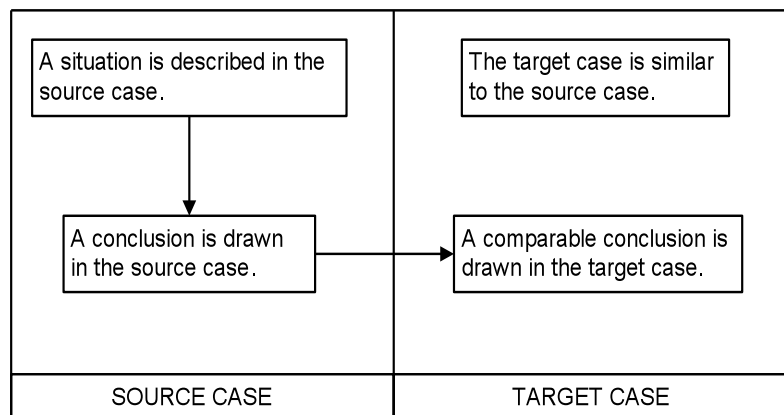 A situation is described in the
source case.
The target case is similar
to the source case.
A conclusion is drawn
in the source case.
A comparable conclusion is
drawn in the target case.
SOURCE CASE
TARGET CASE